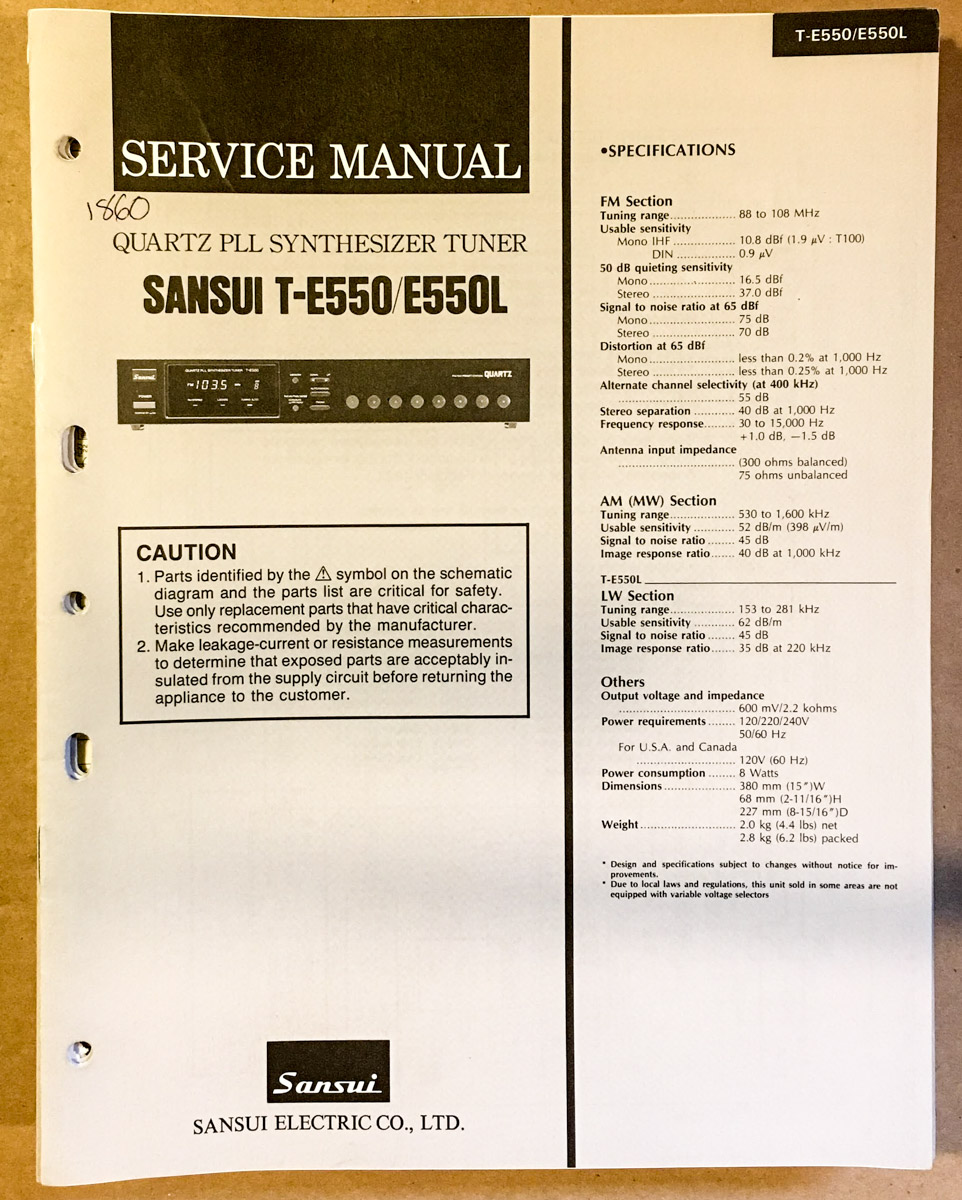 T-E550/E550L
SERVICE MANUAL
1860
QUARTZ PLL SYNTHESIZER TUNER
SANSUI T-E550/E550L
Sansui
QUARTZ PLL SYNTHESIZER TUNER
QUARTZ
POWER
FM 103.5 8
CAUTION
1. Parts identified by the ⚠ symbol on the schematic
diagram and the parts list are critical for safety.
Use only replacement parts that have critical charac-
teristics recommended by the manufacturer.
2. Make leakage-current or resistance measurements
to determine that exposed parts are acceptably in-
sulated from the supply circuit before returning the
appliance to the customer.
Sansui
SANSUI ELECTRIC CO., LTD.
•SPECIFICATIONS
FM Section
Tuning range................... 88 to 108 MHz
Usable sensitivity
Mono IHF .................. 10.8 dBf (1.9 μV : T100)
DIN ................. 0.9 μV
50 dB quieting sensitivity
Mono......................... 16.5 dBf
Stereo ........................ 37.0 dBf
Signal to noise ratio at 65 dBf
Mono......................... 75 dB
Stereo ........................ 70 dB
Distortion at 65 dBf
Mono......................... less than 0.2% at 1,000 Hz
Stereo ........................ less than 0.25% at 1,000 Hz
Alternate channel selectivity (at 400 kHz)
.................................. 55 dB
Stereo separation ............ 40 dB at 1,000 Hz
Frequency response......... 30 to 15,000 Hz
+1.0 dB, −1.5 dB
Antenna input impedance
.................................. (300 ohms balanced)
75 ohms unbalanced
AM (MW) Section
Tuning range................... 530 to 1,600 kHz
Usable sensitivity ............ 52 dB/m (398 μV/m)
Signal to noise ratio ........ 45 dB
Image response ratio....... 40 dB at 1,000 kHz
T-E550L
LW Section
Tuning range................... 153 to 281 kHz
Usable sensitivity ............ 62 dB/m
Signal to noise ratio ........ 45 dB
Image response ratio....... 35 dB at 220 kHz
Others
Output voltage and impedance
.................................. 600 mV/2.2 kohms
Power requirements ........ 120/220/240V
50/60 Hz
For U.S.A. and Canada
............................. 120V (60 Hz)
Power consumption ........ 8 Watts
Dimensions ..................... 380 mm (15″)W
68 mm (2-11/16″)H
227 mm (8-15/16″)D
Weight............................ 2.0 kg (4.4 lbs) net
2.8 kg (6.2 lbs) packed
* Design and specifications subject to changes without notice for im-
provements.
* Due to local laws and regulations, this unit sold in some areas are not
equipped with variable voltage selectors